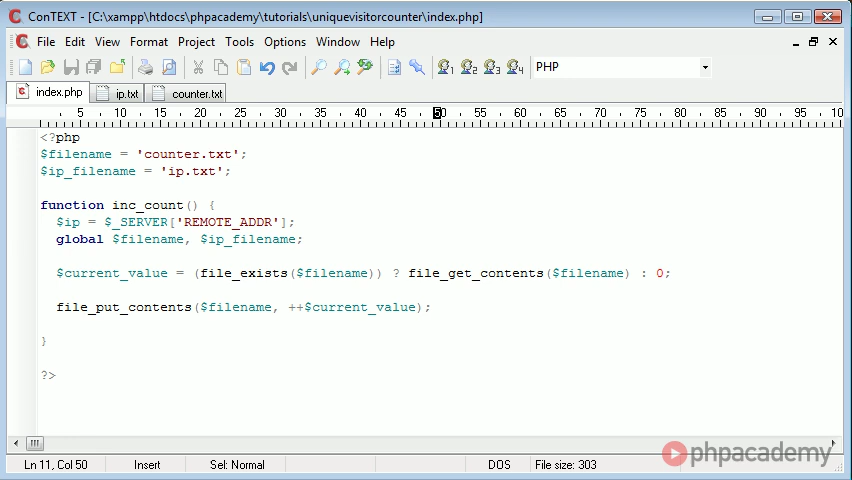 ConTEXT - [C:\xampp\htdocs\phpacademy\tutorials\uniquevisitorcounter\index.php]
File Edit View Format Project Tools Options Window Help
1 2 3 4 PHP
index.php ip.txt counter.txt
5 10 15 20 25 30 35 40 45 50 55 60 65 70 75 80 85 90 95 10
<?php
$filename = 'counter.txt';
$ip_filename = 'ip.txt';
function inc_count() {
$ip = $_SERVER['REMOTE_ADDR'];
global $filename, $ip_filename;
$current_value = (file_exists($filename)) ? file_get_contents($filename) : 0;
file_put_contents($filename, ++$current_value);
}
?>
phpacademy
Ln 11, Col 50 Insert Sel: Normal DOS File size: 303